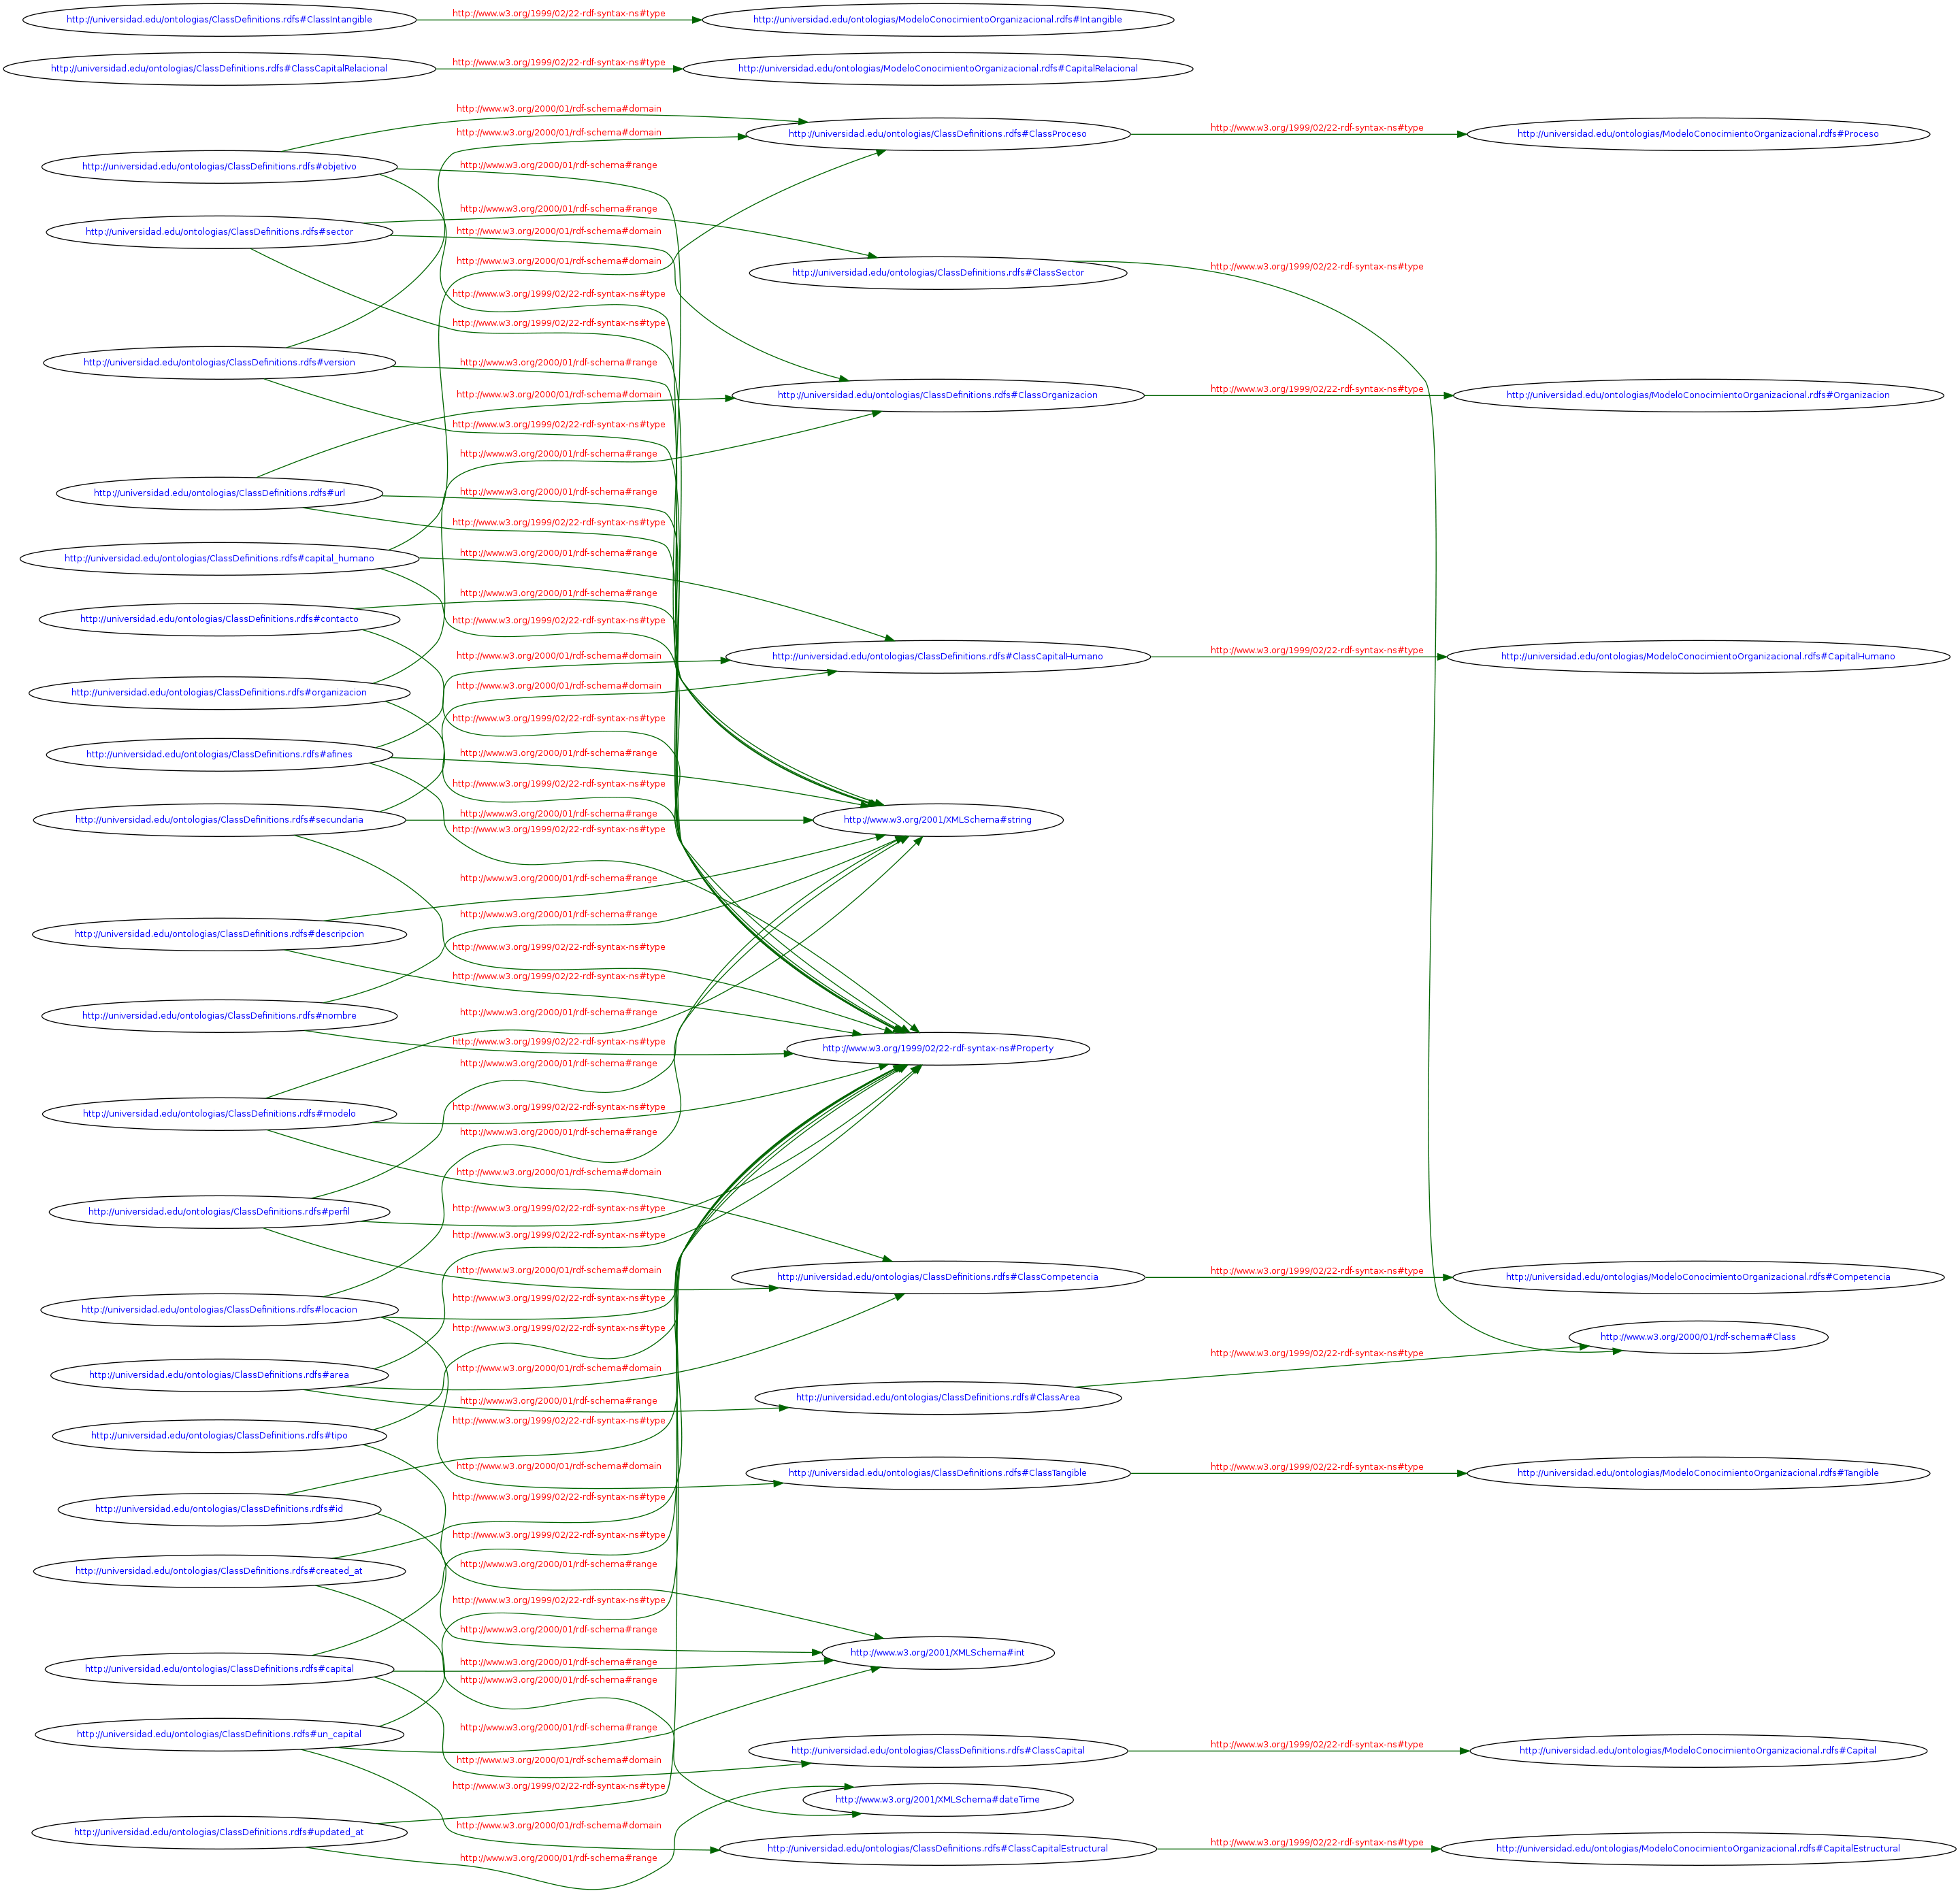 http://universidad.edu/ontologias/ClassDefinitions.rdfs#ClassIntangible
http://www.w3.org/1999/02/22-rdf-syntax-ns#type
http://universidad.edu/ontologias/ModeloConocimientoOrganizacional.rdfs#Intangible
http://universidad.edu/ontologias/ClassDefinitions.rdfs#ClassCapitalRelacional
http://www.w3.org/1999/02/22-rdf-syntax-ns#type
http://universidad.edu/ontologias/ModeloConocimientoOrganizacional.rdfs#CapitalRelacional
http://universidad.edu/ontologias/ClassDefinitions.rdfs#objetivo
http://universidad.edu/ontologias/ClassDefinitions.rdfs#sector
http://universidad.edu/ontologias/ClassDefinitions.rdfs#version
http://universidad.edu/ontologias/ClassDefinitions.rdfs#url
http://universidad.edu/ontologias/ClassDefinitions.rdfs#capital_humano
http://universidad.edu/ontologias/ClassDefinitions.rdfs#contacto
http://universidad.edu/ontologias/ClassDefinitions.rdfs#organizacion
http://universidad.edu/ontologias/ClassDefinitions.rdfs#afines
http://universidad.edu/ontologias/ClassDefinitions.rdfs#secundaria
http://universidad.edu/ontologias/ClassDefinitions.rdfs#descripcion
http://universidad.edu/ontologias/ClassDefinitions.rdfs#nombre
http://universidad.edu/ontologias/ClassDefinitions.rdfs#modelo
http://universidad.edu/ontologias/ClassDefinitions.rdfs#perfil
http://universidad.edu/ontologias/ClassDefinitions.rdfs#locacion
http://universidad.edu/ontologias/ClassDefinitions.rdfs#area
http://universidad.edu/ontologias/ClassDefinitions.rdfs#tipo
http://universidad.edu/ontologias/ClassDefinitions.rdfs#id
http://universidad.edu/ontologias/ClassDefinitions.rdfs#created_at
http://universidad.edu/ontologias/ClassDefinitions.rdfs#capital
http://universidad.edu/ontologias/ClassDefinitions.rdfs#un_capital
http://universidad.edu/ontologias/ClassDefinitions.rdfs#updated_at
http://www.w3.org/2000/01/rdf-schema#domain
http://www.w3.org/2000/01/rdf-schema#domain
http://www.w3.org/2000/01/rdf-schema#range
http://www.w3.org/2000/01/rdf-schema#range
http://www.w3.org/2000/01/rdf-schema#domain
http://www.w3.org/2000/01/rdf-schema#domain
http://www.w3.org/1999/02/22-rdf-syntax-ns#type
http://www.w3.org/1999/02/22-rdf-syntax-ns#type
http://www.w3.org/2000/01/rdf-schema#range
http://www.w3.org/2000/01/rdf-schema#domain
http://www.w3.org/1999/02/22-rdf-syntax-ns#type
http://www.w3.org/2000/01/rdf-schema#range
http://www.w3.org/2000/01/rdf-schema#range
http://www.w3.org/1999/02/22-rdf-syntax-ns#type
http://www.w3.org/2000/01/rdf-schema#range
http://www.w3.org/2000/01/rdf-schema#range
http://www.w3.org/1999/02/22-rdf-syntax-ns#type
http://www.w3.org/2000/01/rdf-schema#domain
http://www.w3.org/2000/01/rdf-schema#domain
http://www.w3.org/1999/02/22-rdf-syntax-ns#type
http://www.w3.org/2000/01/rdf-schema#range
http://www.w3.org/1999/02/22-rdf-syntax-ns#type
http://www.w3.org/2000/01/rdf-schema#range
http://www.w3.org/1999/02/22-rdf-syntax-ns#type
http://www.w3.org/2000/01/rdf-schema#range
http://www.w3.org/2000/01/rdf-schema#range
http://www.w3.org/1999/02/22-rdf-syntax-ns#type
http://www.w3.org/1999/02/22-rdf-syntax-ns#type
http://www.w3.org/2000/01/rdf-schema#range
http://www.w3.org/1999/02/22-rdf-syntax-ns#type
http://www.w3.org/2000/01/rdf-schema#range
http://www.w3.org/1999/02/22-rdf-syntax-ns#type
http://www.w3.org/2000/01/rdf-schema#range
http://www.w3.org/2000/01/rdf-schema#domain
http://www.w3.org/1999/02/22-rdf-syntax-ns#type
http://www.w3.org/1999/02/22-rdf-syntax-ns#type
http://www.w3.org/2000/01/rdf-schema#domain
http://www.w3.org/1999/02/22-rdf-syntax-ns#type
http://www.w3.org/1999/02/22-rdf-syntax-ns#type
http://www.w3.org/2000/01/rdf-schema#domain
http://www.w3.org/2000/01/rdf-schema#range
http://www.w3.org/1999/02/22-rdf-syntax-ns#type
http://www.w3.org/2000/01/rdf-schema#domain
http://www.w3.org/1999/02/22-rdf-syntax-ns#type
http://www.w3.org/1999/02/22-rdf-syntax-ns#type
http://www.w3.org/2000/01/rdf-schema#range
http://www.w3.org/1999/02/22-rdf-syntax-ns#type
http://www.w3.org/2000/01/rdf-schema#range
http://www.w3.org/2000/01/rdf-schema#range
http://www.w3.org/2000/01/rdf-schema#range
http://www.w3.org/2000/01/rdf-schema#range
http://www.w3.org/2000/01/rdf-schema#domain
http://www.w3.org/1999/02/22-rdf-syntax-ns#type
http://www.w3.org/2000/01/rdf-schema#domain
http://www.w3.org/2000/01/rdf-schema#range
http://universidad.edu/ontologias/ClassDefinitions.rdfs#ClassProceso
http://universidad.edu/ontologias/ClassDefinitions.rdfs#ClassSector
http://universidad.edu/ontologias/ClassDefinitions.rdfs#ClassOrganizacion
http://universidad.edu/ontologias/ClassDefinitions.rdfs#ClassCapitalHumano
http://www.w3.org/2001/XMLSchema#string
http://www.w3.org/1999/02/22-rdf-syntax-ns#Property
http://universidad.edu/ontologias/ClassDefinitions.rdfs#ClassCompetencia
http://universidad.edu/ontologias/ClassDefinitions.rdfs#ClassArea
http://universidad.edu/ontologias/ClassDefinitions.rdfs#ClassTangible
http://www.w3.org/2001/XMLSchema#int
http://universidad.edu/ontologias/ClassDefinitions.rdfs#ClassCapital
http://www.w3.org/2001/XMLSchema#dateTime
http://universidad.edu/ontologias/ClassDefinitions.rdfs#ClassCapitalEstructural
http://www.w3.org/1999/02/22-rdf-syntax-ns#type
http://www.w3.org/1999/02/22-rdf-syntax-ns#type
http://www.w3.org/1999/02/22-rdf-syntax-ns#type
http://www.w3.org/1999/02/22-rdf-syntax-ns#type
http://www.w3.org/1999/02/22-rdf-syntax-ns#type
http://www.w3.org/1999/02/22-rdf-syntax-ns#type
http://www.w3.org/1999/02/22-rdf-syntax-ns#type
http://www.w3.org/1999/02/22-rdf-syntax-ns#type
http://www.w3.org/1999/02/22-rdf-syntax-ns#type
http://universidad.edu/ontologias/ModeloConocimientoOrganizacional.rdfs#Proceso
http://universidad.edu/ontologias/ModeloConocimientoOrganizacional.rdfs#Organizacion
http://universidad.edu/ontologias/ModeloConocimientoOrganizacional.rdfs#CapitalHumano
http://universidad.edu/ontologias/ModeloConocimientoOrganizacional.rdfs#Competencia
http://www.w3.org/2000/01/rdf-schema#Class
http://universidad.edu/ontologias/ModeloConocimientoOrganizacional.rdfs#Tangible
http://universidad.edu/ontologias/ModeloConocimientoOrganizacional.rdfs#Capital
http://universidad.edu/ontologias/ModeloConocimientoOrganizacional.rdfs#CapitalEstructural